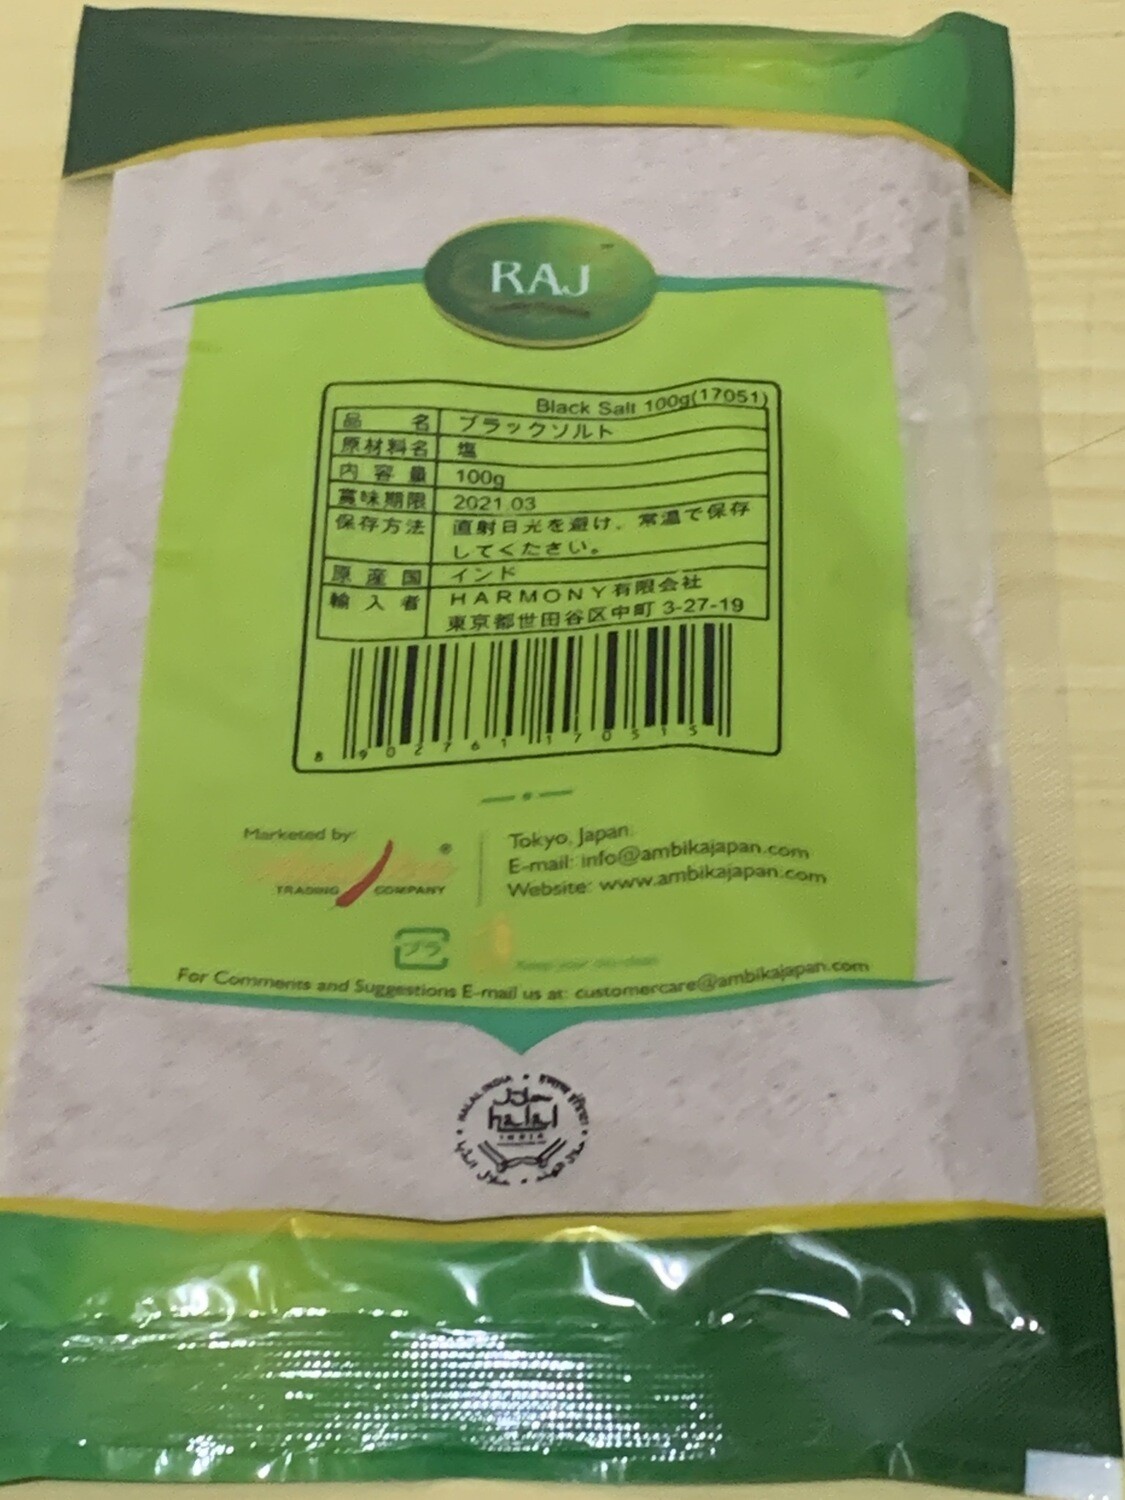 RAJ
Black Salt 100g(17051)
品名 ブラックソルト
原材料名 塩
内容量 100g
賞味期限 2021.03
保存方法 直射日光を避け、常温で保存
してください。
原産国 インド
輸入者 HARMONY有限会社
東京都世田谷区中町 3-27-19
8 902761 170515
Marketed by:
TRADING COMPANY
Tokyo, Japan.
E-mail: info@ambikajapan.com
Website: www.ambikajapan.com
プラ
For Comments and Suggestions E-mail us at: customercare@ambikajapan.com
HALAL INDIA
halal
INDIA